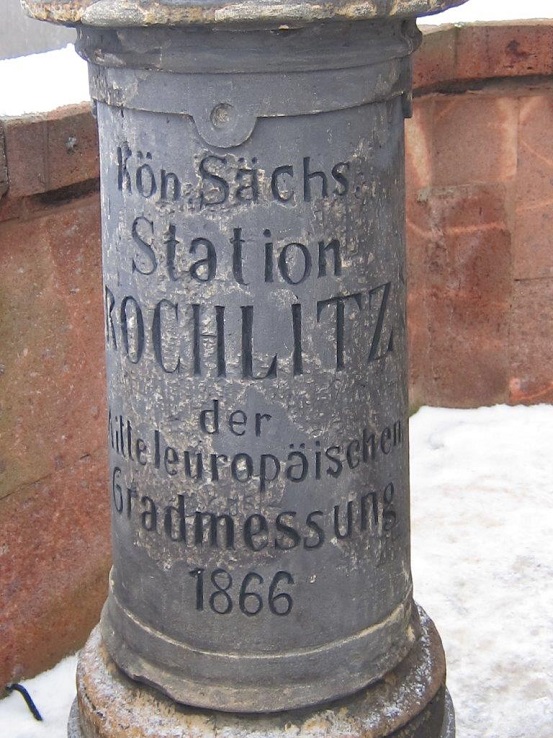 Kön. Sächs.
Station
ROCHLITZ
der
Mitteleuropäischen
Gradmessung
1866